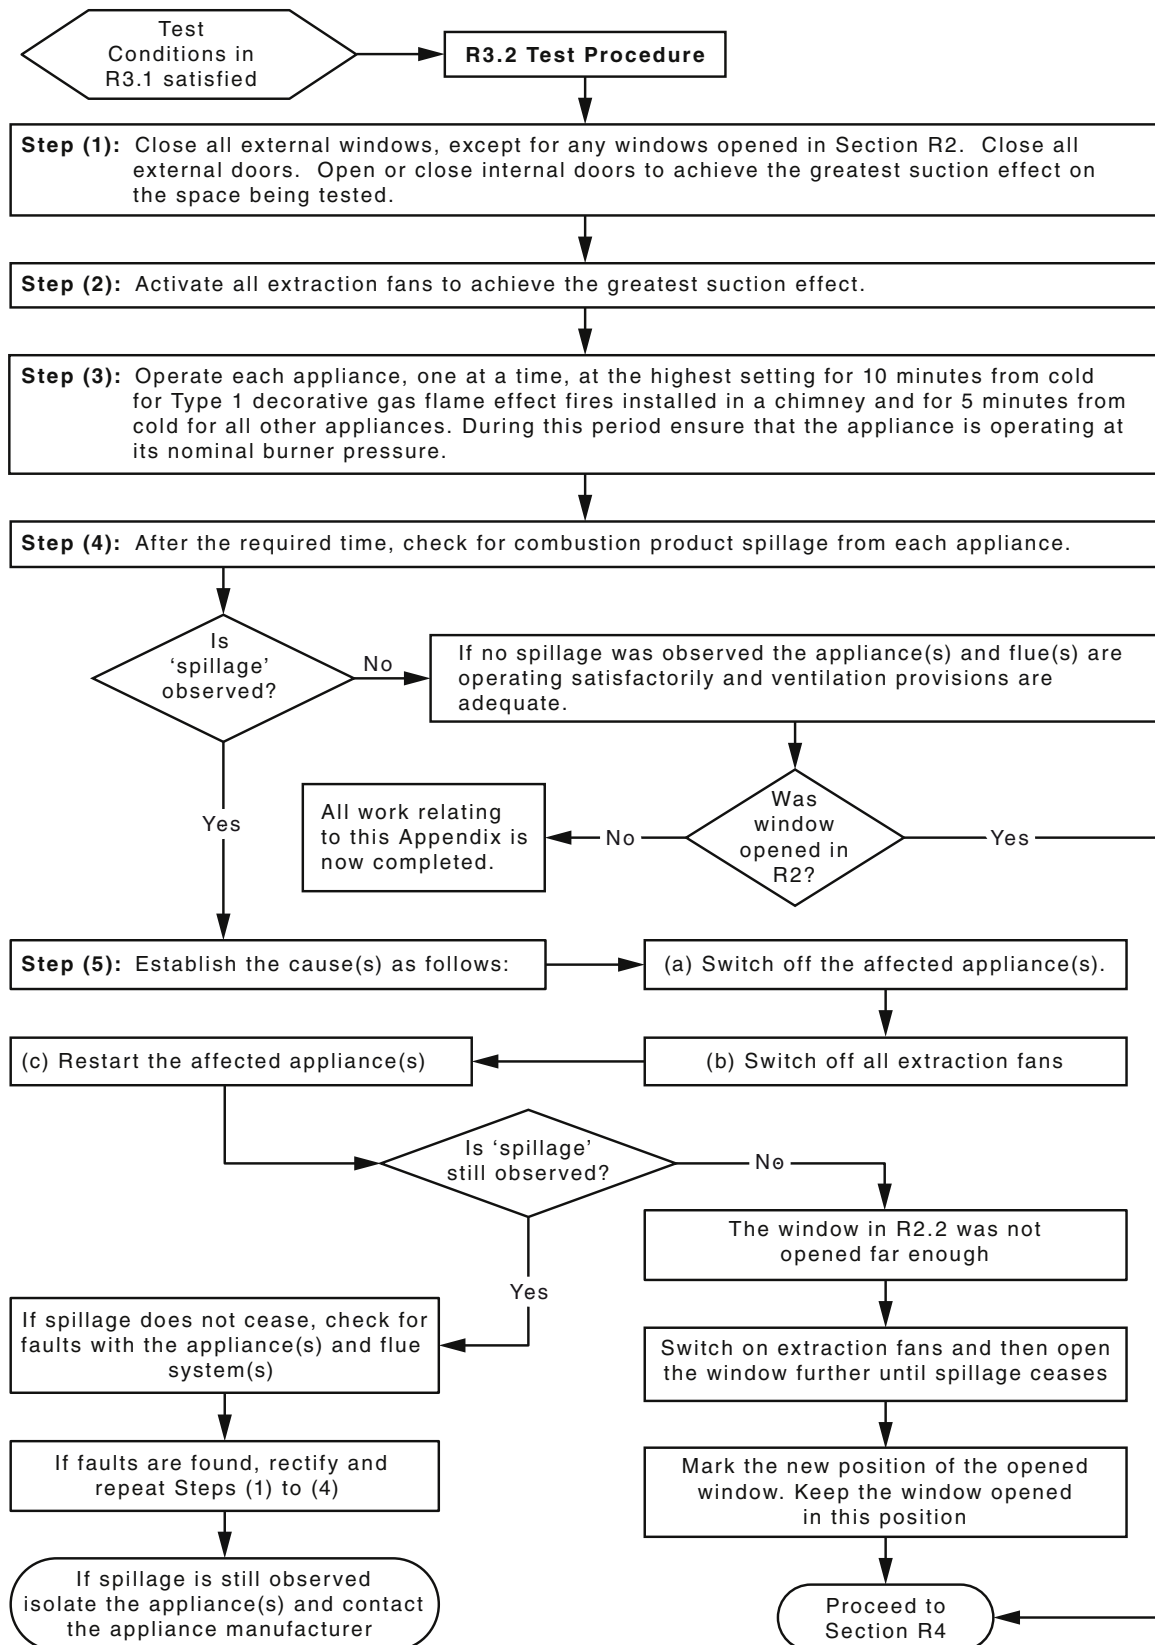 Test
Conditions in
R3.1 satisfied
R3.2 Test Procedure
Step (1): Close all external windows, except for any windows opened in Section R2. Close all
external doors. Open or close internal doors to achieve the greatest suction effect on
the space being tested.
Step (2): Activate all extraction fans to achieve the greatest suction effect.
Step (3): Operate each appliance, one at a time, at the highest setting for 10 minutes from cold
for Type 1 decorative gas flame effect fires installed in a chimney and for 5 minutes from
cold for all other appliances. During this period ensure that the appliance is operating at
its nominal burner pressure.
Step (4): After the required time, check for combustion product spillage from each appliance.
Is
‘spillage’
observed?
No
If no spillage was observed the appliance(s) and flue(s) are
operating satisfactorily and ventilation provisions are
adequate.
Yes
All work relating
to this Appendix is
now completed.
No
Was
window
opened in
R2?
Yes
Step (5): Establish the cause(s) as follows:
(a) Switch off the affected appliance(s).
(b) Switch off all extraction fans
(c) Restart the affected appliance(s)
Is ‘spillage’
still observed?
No
The window in R2.2 was not
opened far enough
Yes
If spillage does not cease, check for
faults with the appliance(s) and flue
system(s)
Switch on extraction fans and then open
the window further until spillage ceases
If faults are found, rectify and
repeat Steps (1) to (4)
Mark the new position of the opened
window. Keep the window opened
in this position
If spillage is still observed
isolate the appliance(s) and contact
the appliance manufacturer
Proceed to
Section R4